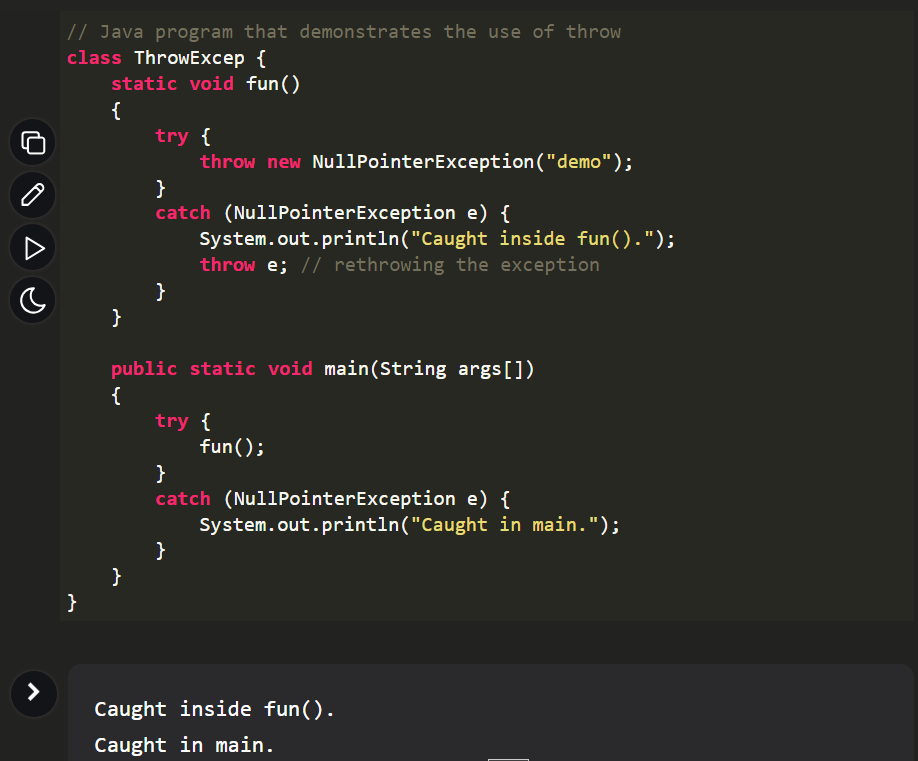 // Java program that demonstrates the use of throw
class ThrowExcep {
    static void fun()
    {
        try {
            throw new NullPointerException("demo");
        }
        catch (NullPointerException e) {
            System.out.println("Caught inside fun().");
            throw e; // rethrowing the exception
        }
    }

    public static void main(String args[])
    {
        try {
            fun();
        }
        catch (NullPointerException e) {
            System.out.println("Caught in main.");
        }
    }
}
Caught inside fun().
Caught in main.